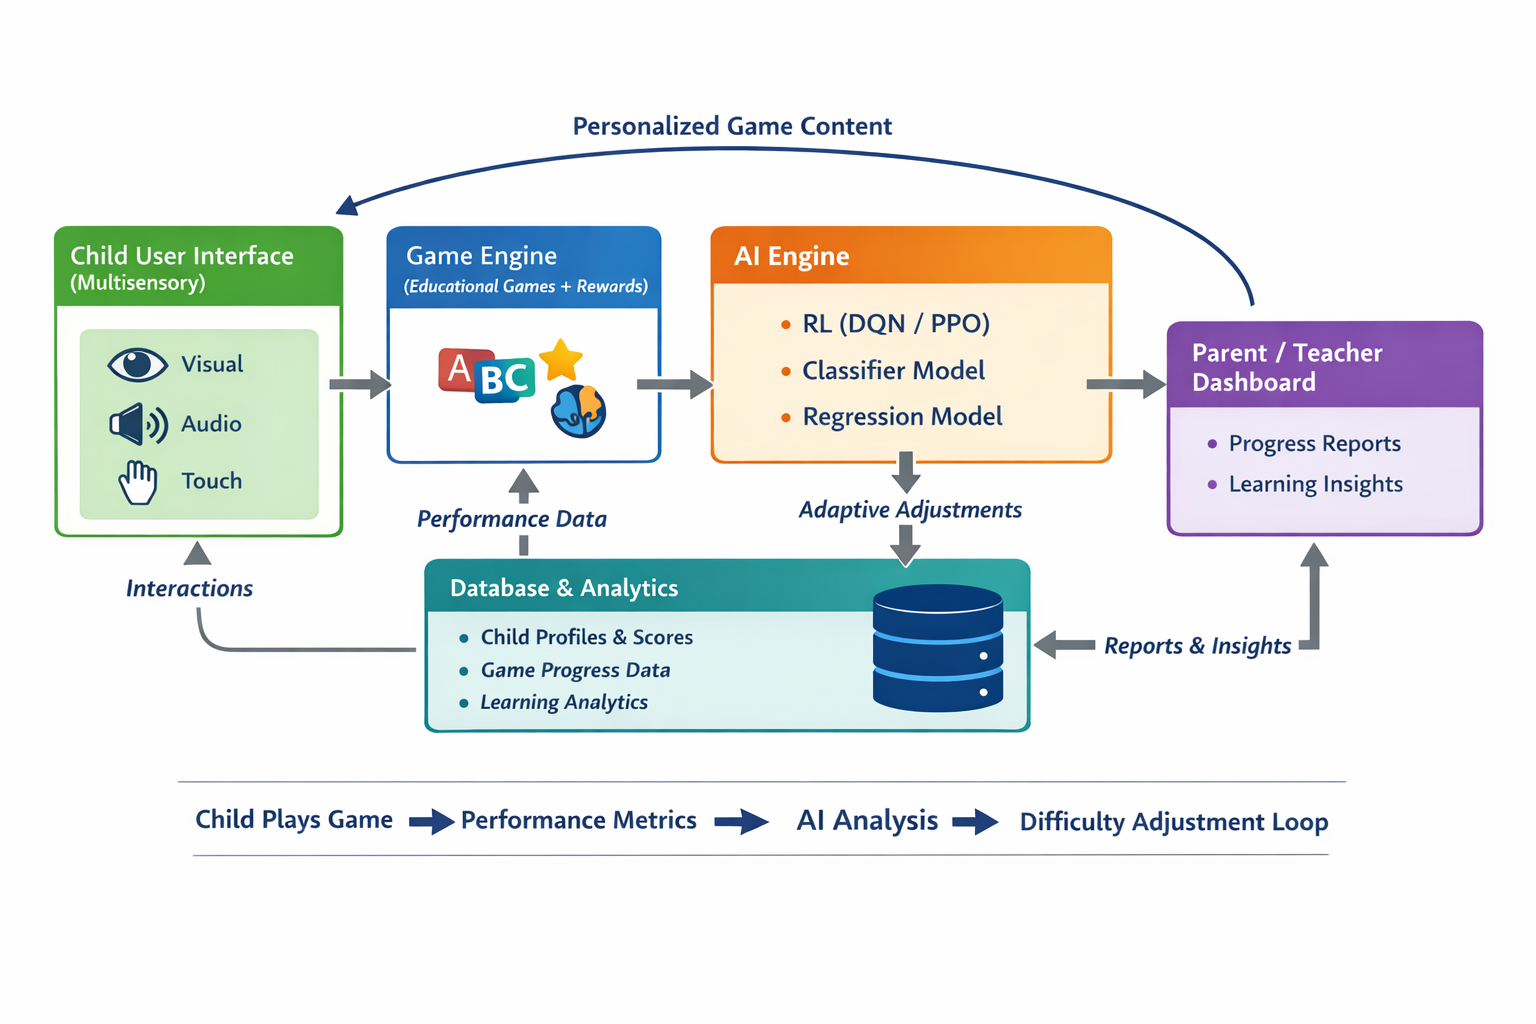 Personalized Game Content
Child User Interface
(Multisensory)
Visual
Audio
Touch
Game Engine
(Educational Games + Rewards)
A
BC
AI Engine
• RL (DQN / PPO)
• Classifier Model
• Regression Model
Parent / Teacher
Dashboard
• Progress Reports
• Learning Insights
Performance Data
Adaptive Adjustments
Interactions
Database & Analytics
• Child Profiles & Scores
• Game Progress Data
• Learning Analytics
Reports & Insights
Child Plays Game
Performance Metrics
AI Analysis
Difficulty Adjustment Loop